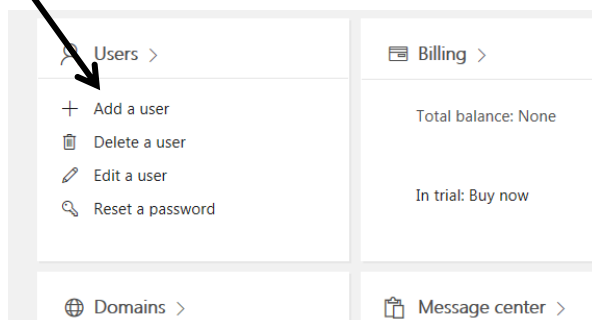 Users >
Add a user
Delete a user
Edit a user
Reset a password
Billing >
Total balance: None
In trial: Buy now
Domains >
Message center >